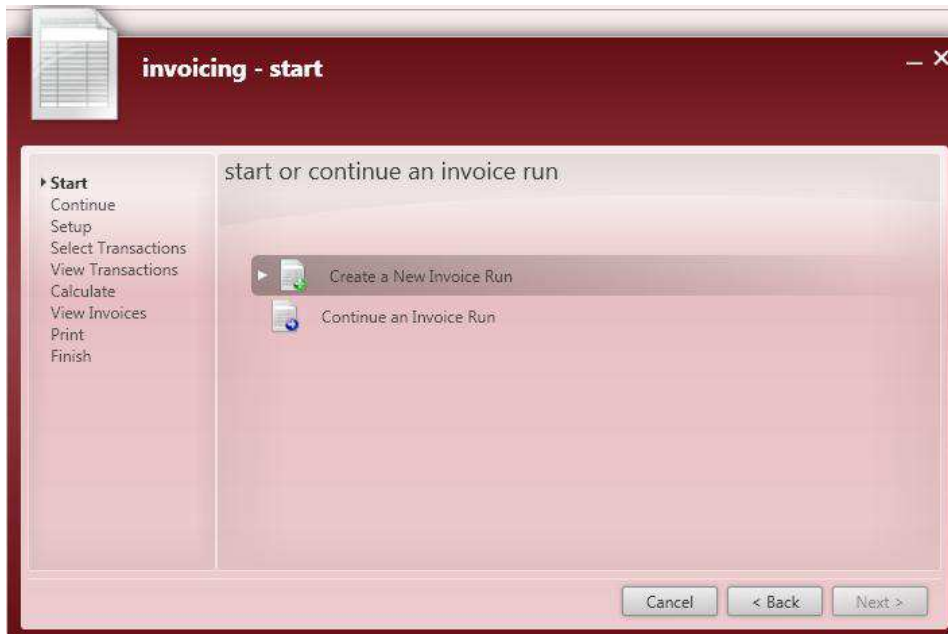 invoicing - start
Start
Continue
Setup
Select Transactions
View Transactions
Calculate
View Invoices
Print
Finish
start or continue an invoice run
Create a New Invoice Run
Continue an Invoice Run
Cancel
< Back
Next >